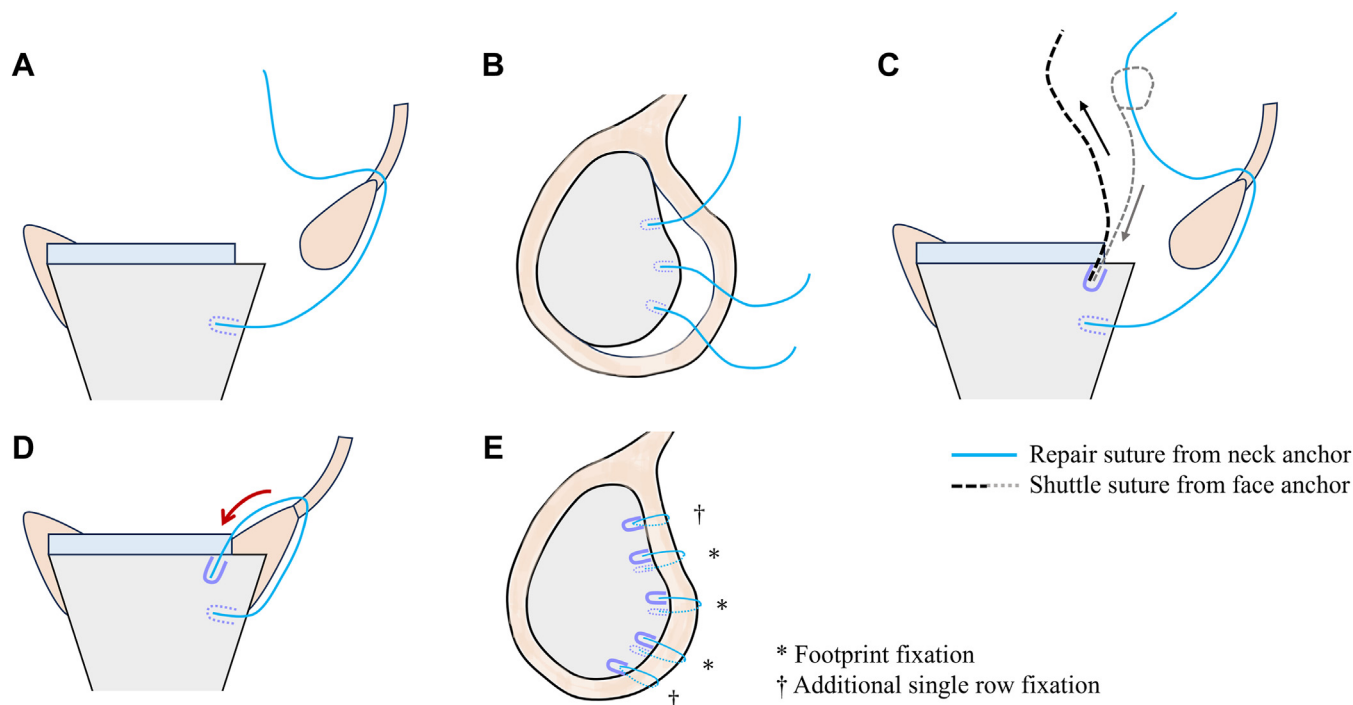 A
B
C
D
E
Repair suture from neck anchor
Shuttle suture from face anchor
†
*
*
*
†
* Footprint fixation
† Additional single row fixation